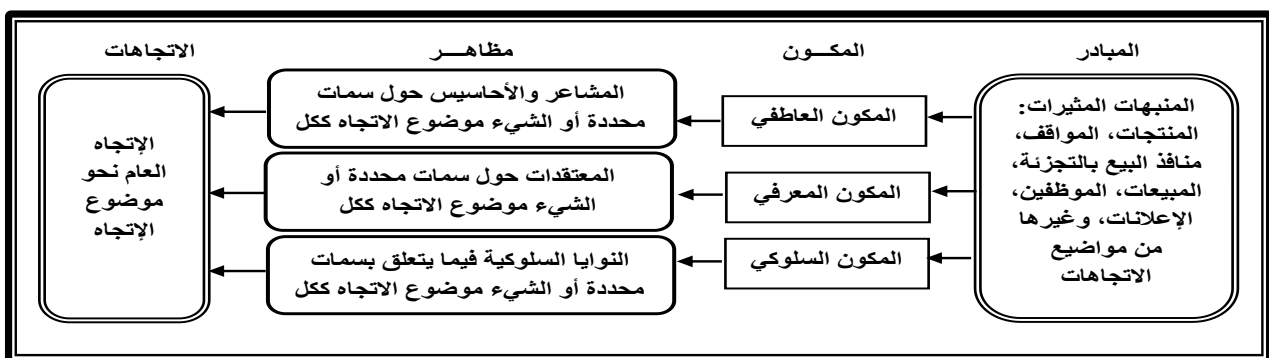 المبادر
المكـــون
مظاهـــر
الاتجاهات
المنبهات المثيرات:
المنتجات، المواقف،
منافذ البيع بالتجزئة،
المبيعات، الموظفين،
الإعلانات، وغيرها
من مواضيع
الاتجاهات
المكون العاطفي
المكون المعرفي
المكون السلوكي
المشاعر والأحاسيس حول سمات
محددة أو الشيء موضوع الاتجاه ككل
المعتقدات حول سمات محددة أو
الشيء موضوع الاتجاه ككل
النوايا السلوكية فيما يتعلق بسمات
محددة أو الشيء موضوع الاتجاه ككل
الإتجاه
العام نحو
موضوع
الإتجاه